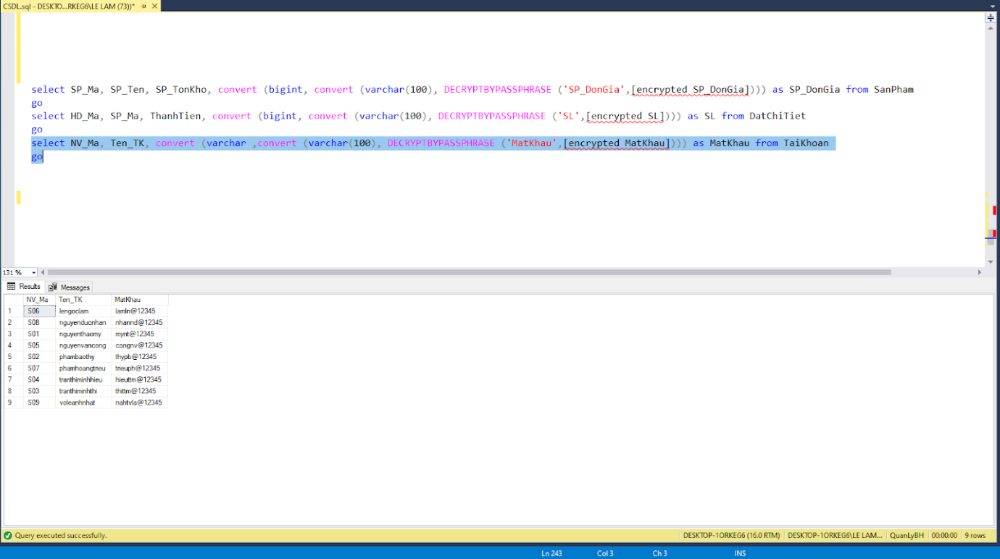 CSDL.sql - DESKTO...RKEG6\LE LAM (73))*
select SP_Ma, SP_Ten, SP_TonKho, convert (bigint, convert (varchar(100), DECRYPTBYPASSPHRASE ('SP_DonGia',[encrypted SP_DonGia]))) as SP_DonGia from SanPham
go
select HD_Ma, SP_Ma, ThanhTien, convert (bigint, convert (varchar(100), DECRYPTBYPASSPHRASE ('SL',[encrypted SL]))) as SL from DatChiTiet
go
select NV_Ma, Ten_TK, convert (varchar ,convert (varchar(100), DECRYPTBYPASSPHRASE ('MatKhau',[encrypted MatKhau]))) as MatKhau from TaiKhoan
go
131 %
Results Messages
NV_Ma Ten_TK MatKhau
1 S06 lengoclam lamln@12345
2 S08 nguyenducnhan nhannd@12345
3 S01 nguyenthaomy mynt@12345
4 S05 nguyenvancong congnv@12345
5 S02 phambaothy thypb@12345
6 S07 phamhoangtrieu trieuph@12345
7 S04 tranthiminhhieu hieuttm@12345
8 S03 tranthiminhthi thittm@12345
9 S09 voleanhnhat nahtvla@12345
Query executed successfully. DESKTOP-1ORKEG6 (16.0 RTM) DESKTOP-1ORKEG6\LE LAM... QuanLyBH 00:00:00 9 rows
Ln 243 Col 3 Ch 3 INS